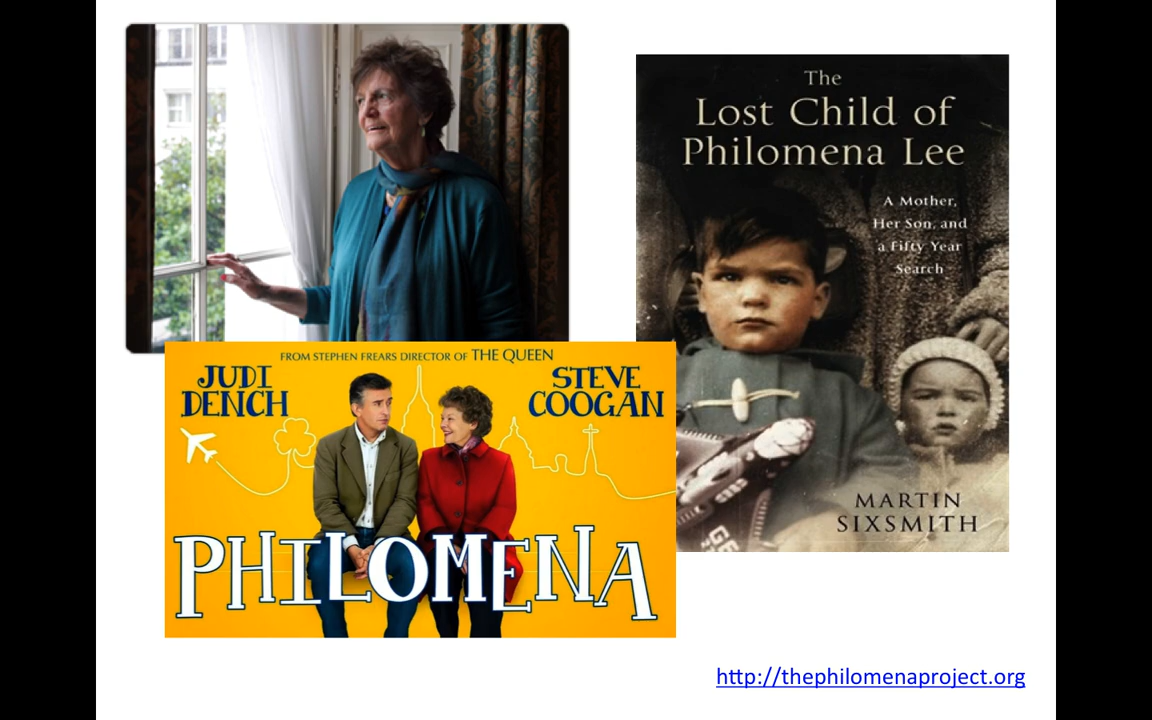 The
Lost Child of
Philomena Lee
A Mother,
Her Son, and
a Fifty Year
Search
MARTIN
SIXSMITH
FROM STEPHEN FREARS DIRECTOR OF THE QUEEN
JUDI
DENCH
STEVE
COOGAN
PHILOMENA
http://thephilomenaproject.org